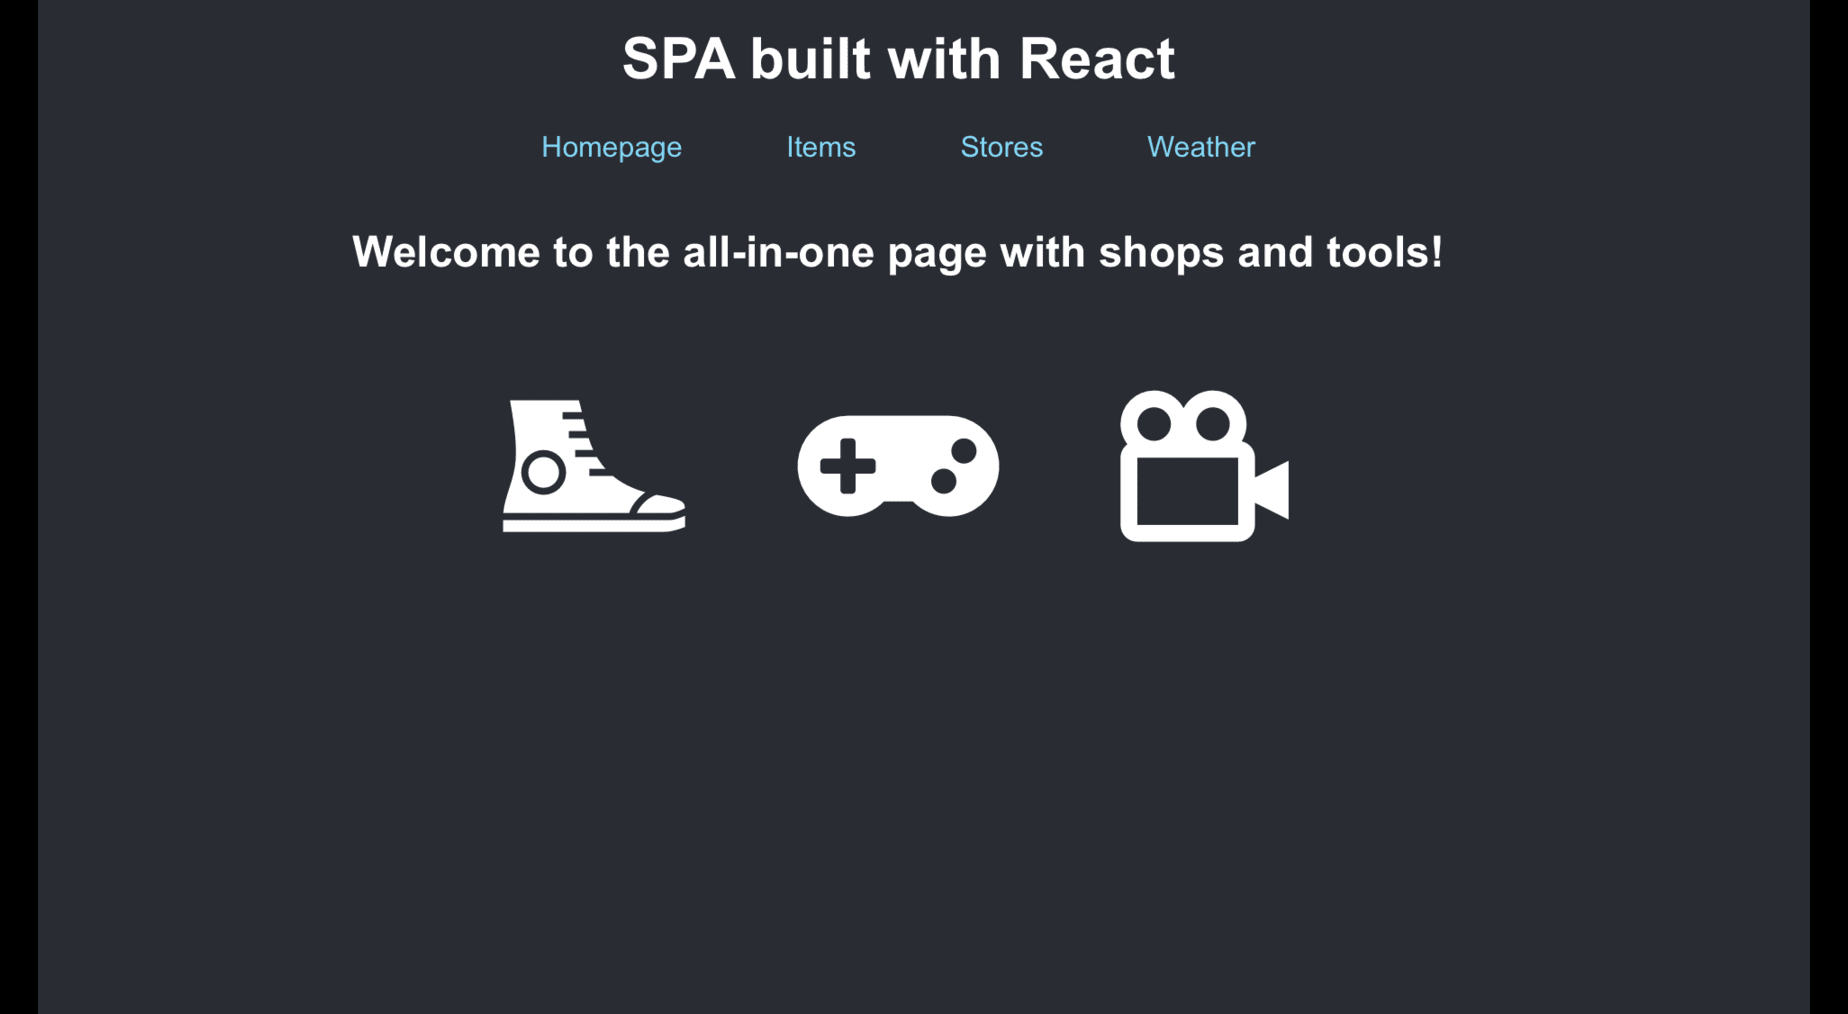 SPA built with React
Homepage Items Stores Weather
Welcome to the all-in-one page with shops and tools!